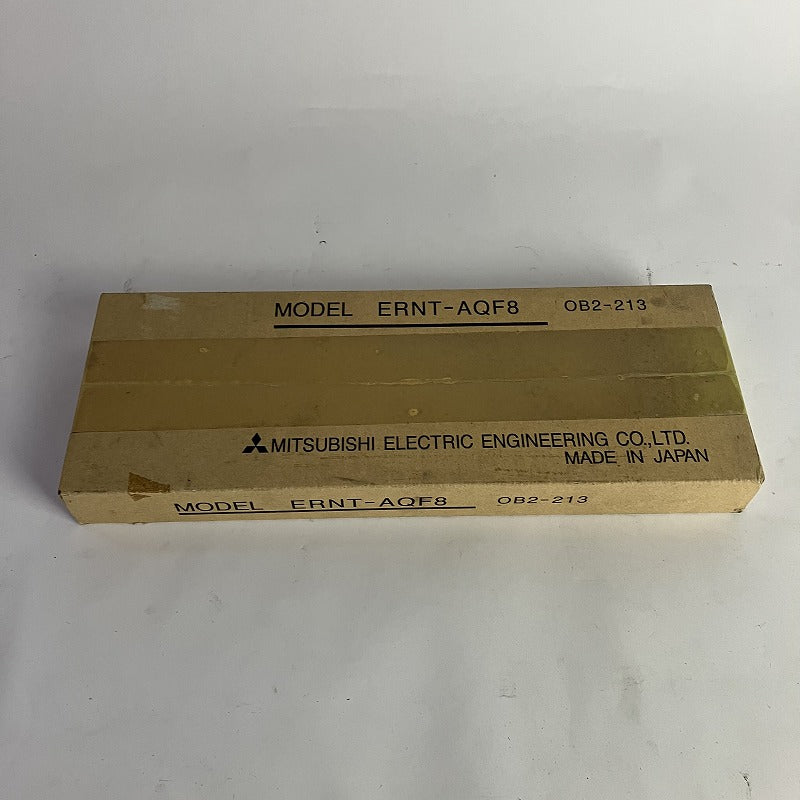 MODEL ERNT-AQF8 OB2-213
MITSUBISHI ELECTRIC ENGINEERING CO.,LTD.
MADE IN JAPAN
MODEL ERNT-AQF8 OB2-213